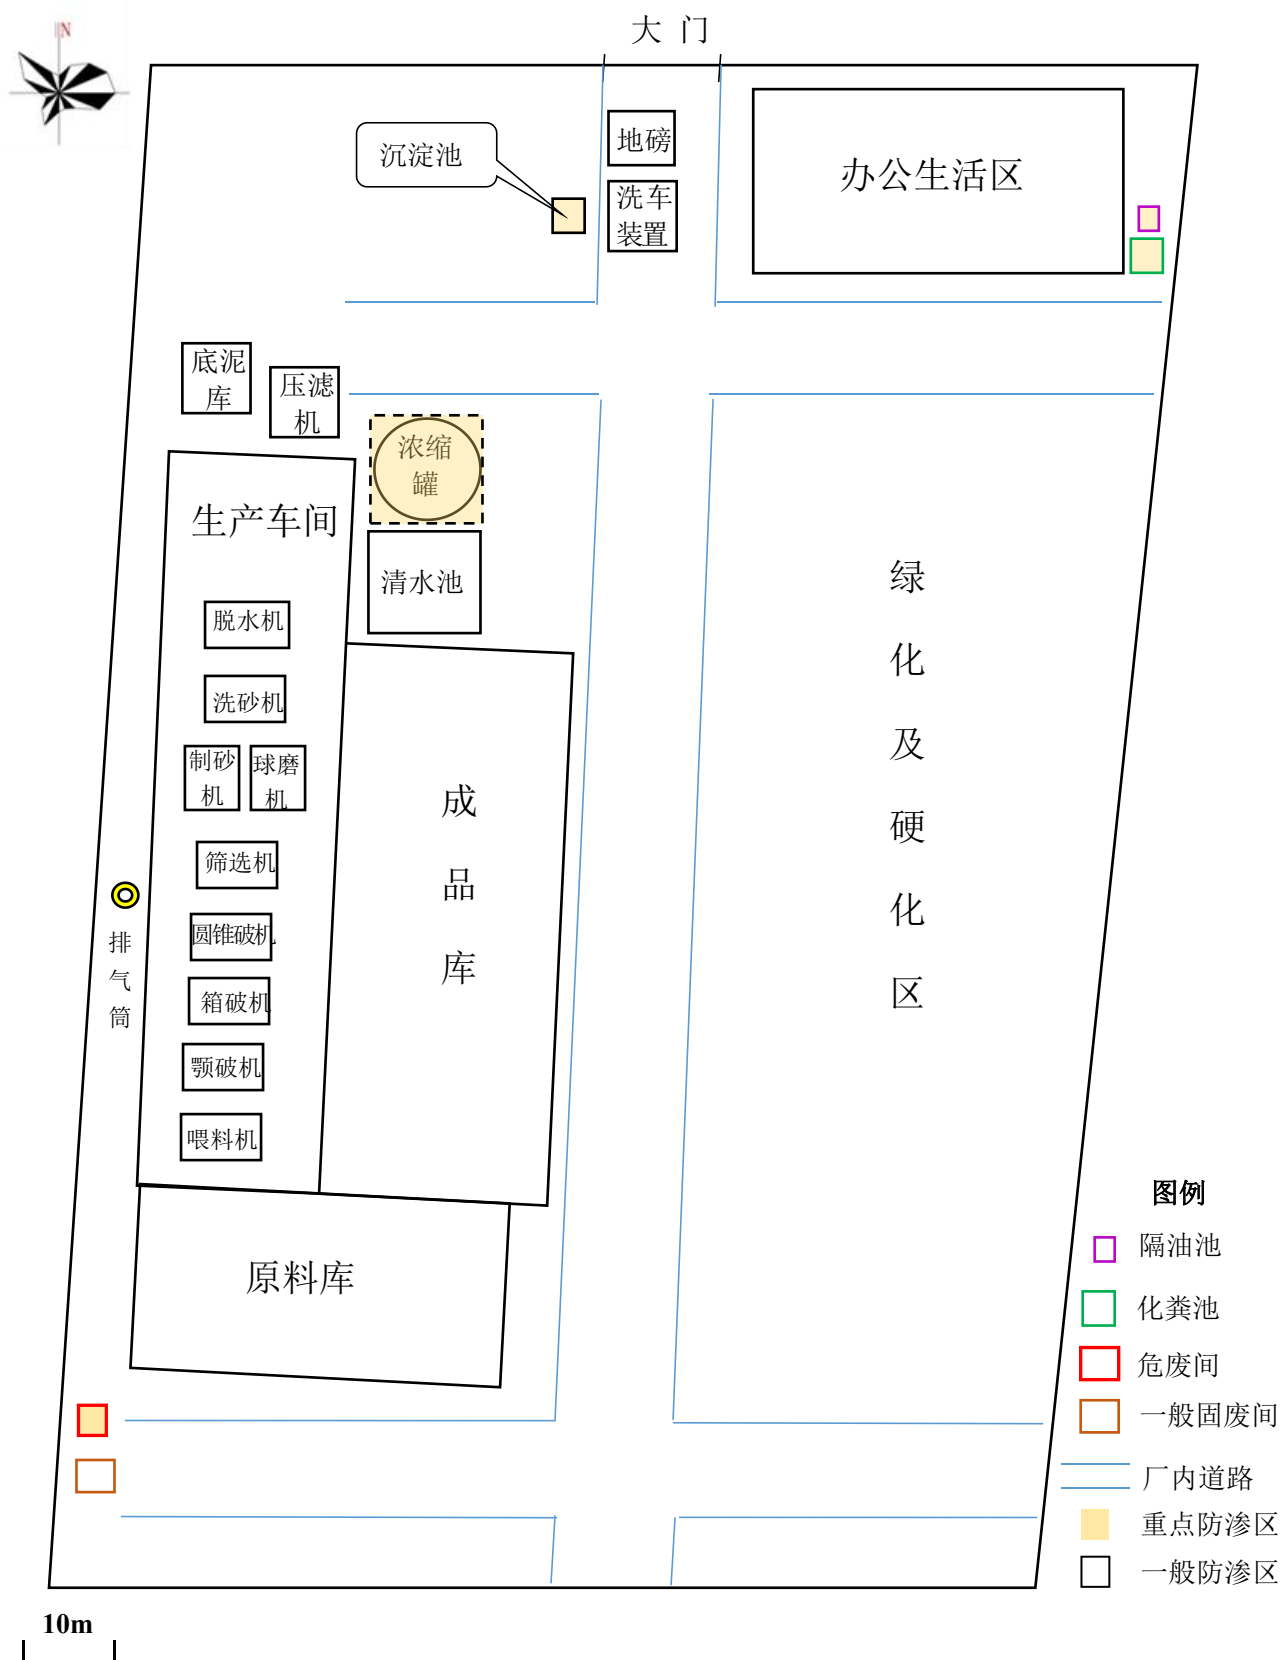 N
大 门
地磅
沉淀池
办公生活区
洗车
装置
底泥
库
压滤
机
浓缩
罐
生产车间
清水池
脱水机
洗砂机
制砂
机
球磨
机
筛选机
圆锥破机
箱破机
颚破机
喂料机
排
气
筒
成
品
库
绿
化
及
硬
化
区
原料库
图例
隔油池
化粪池
危废间
一般固废间
厂内道路
重点防渗区
一般防渗区
10m